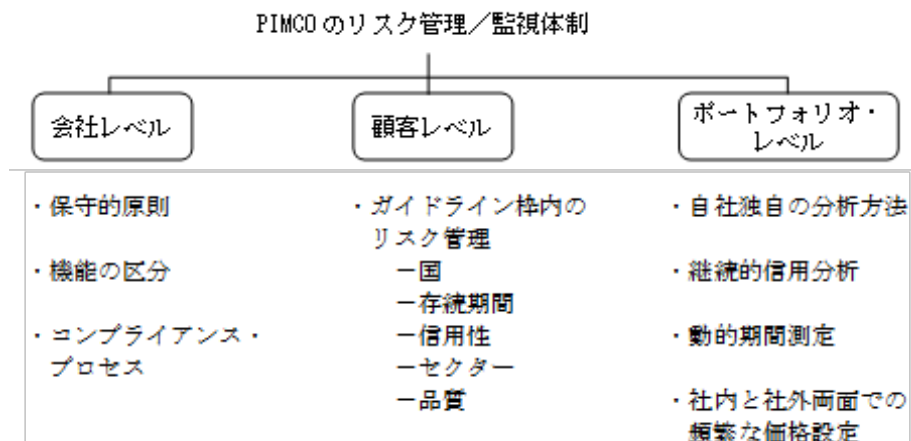 PIMCOのリスク管理／監視体制
会社レベル
顧客レベル
ポートフォリオ・
レベル
・保守的原則
・機能の区分
・コンプライアンス・
プロセス
・ガイドライン枠内の
リスク管理
－国
－存続期間
－信用性
－セクター
－品質
・自社独自の分析方法
・継続的信用分析
・動的期間測定
・社内と社外両面での
頻繁な価格設定